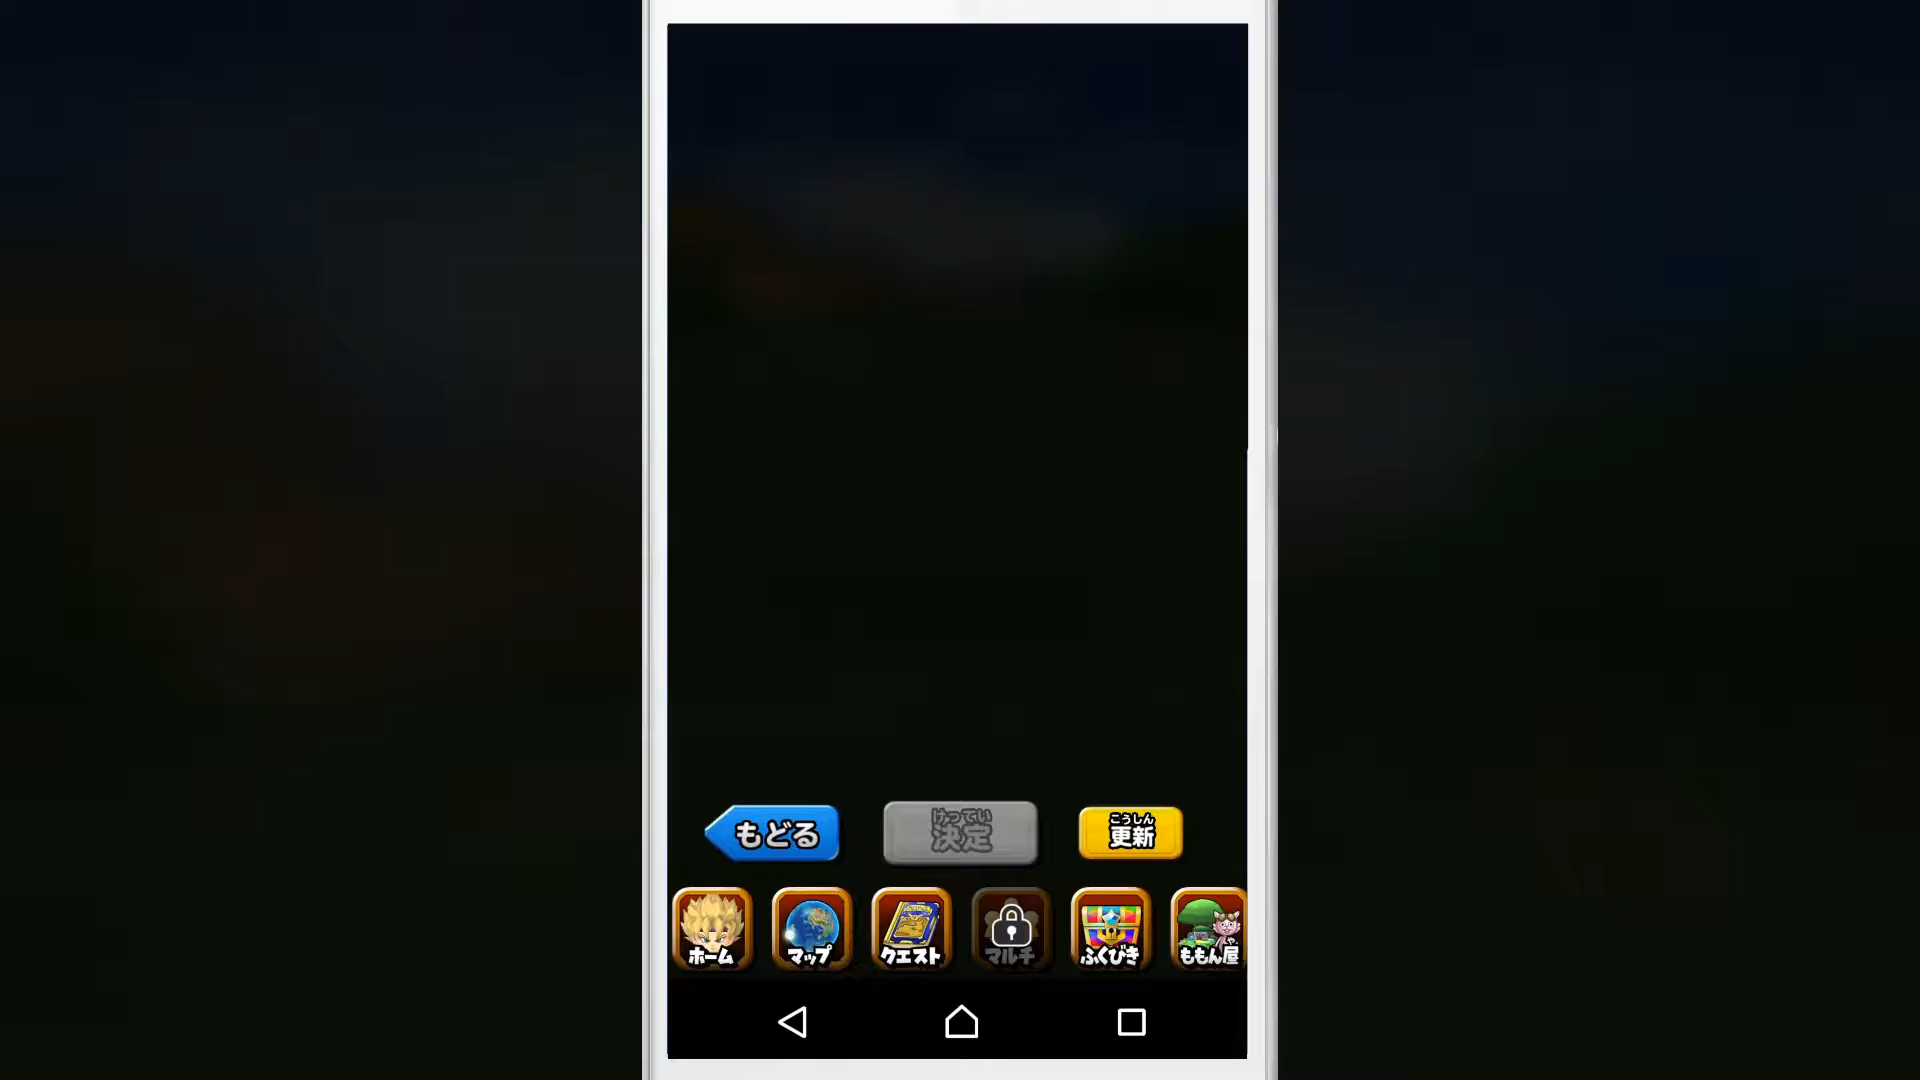 もどる
けってい
決定
こうしん
更新
ホーム
マップ
クエスト
マルチ
ふくびき
や
ももん屋